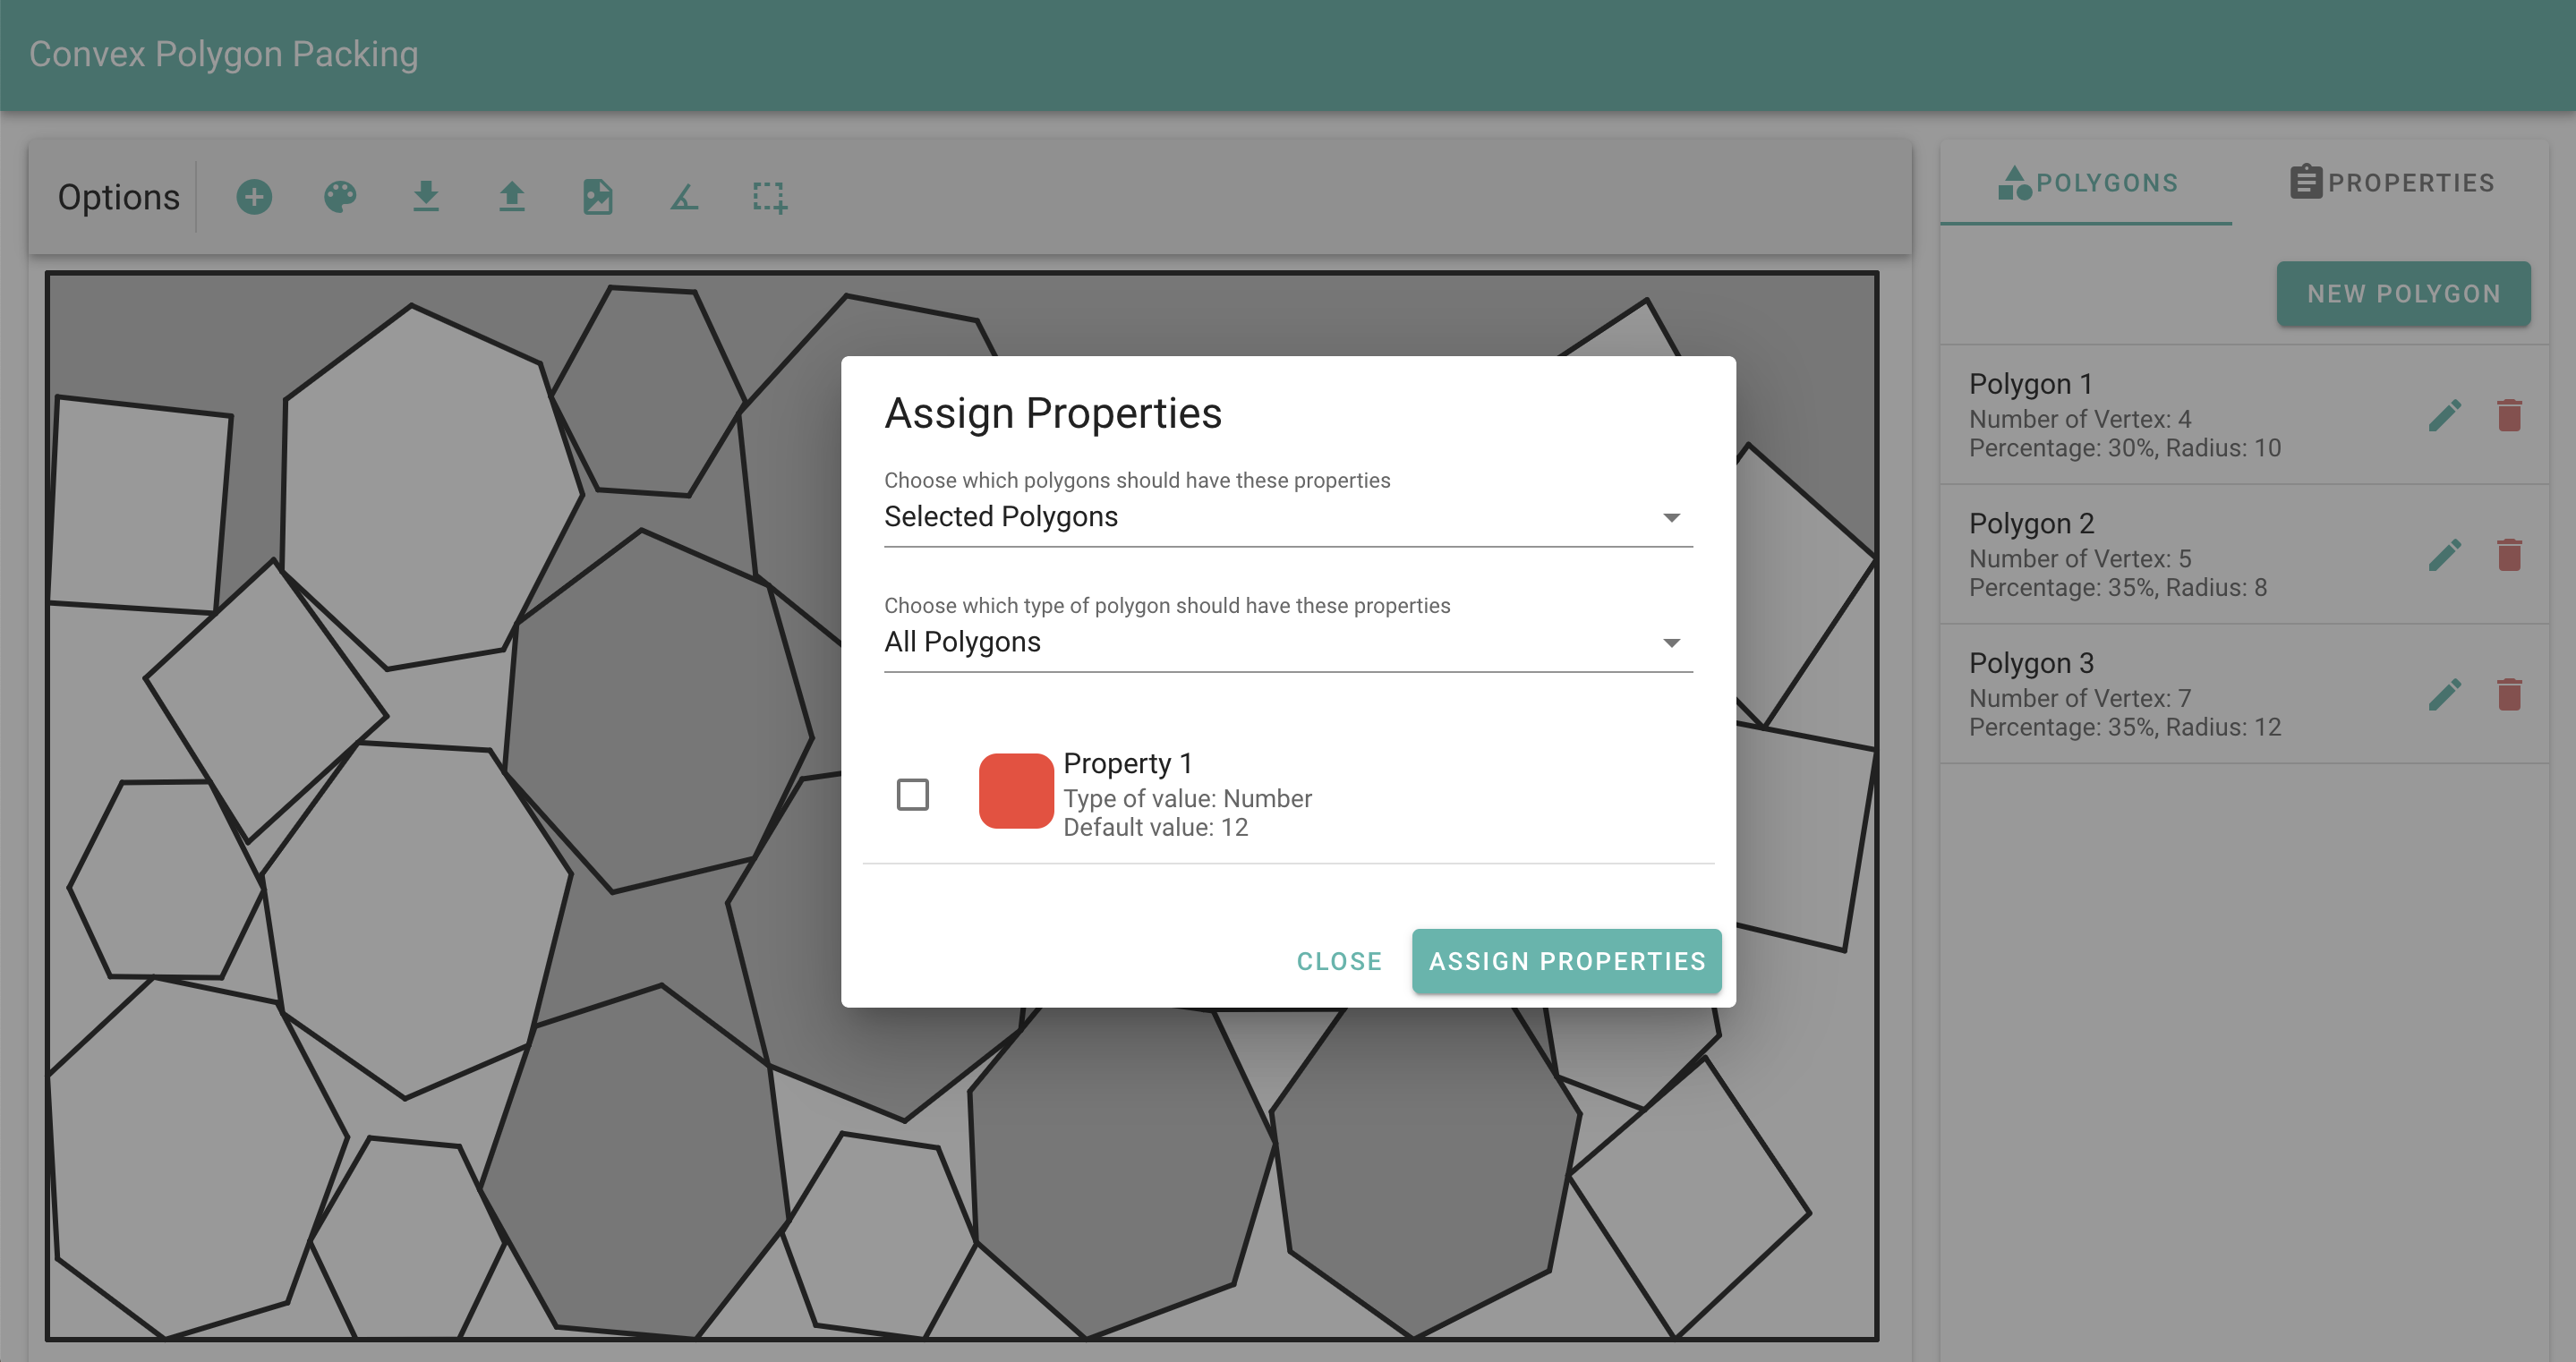 Convex Polygon Packing
Options
POLYGONS
PROPERTIES
NEW POLYGON
Polygon 1
Number of Vertex: 4
Percentage: 30%, Radius: 10
Polygon 2
Number of Vertex: 5
Percentage: 35%, Radius: 8
Polygon 3
Number of Vertex: 7
Percentage: 35%, Radius: 12
Assign Properties
Choose which polygons should have these properties
Selected Polygons
Choose which type of polygon should have these properties
All Polygons
Property 1
Type of value: Number
Default value: 12
CLOSE
ASSIGN PROPERTIES